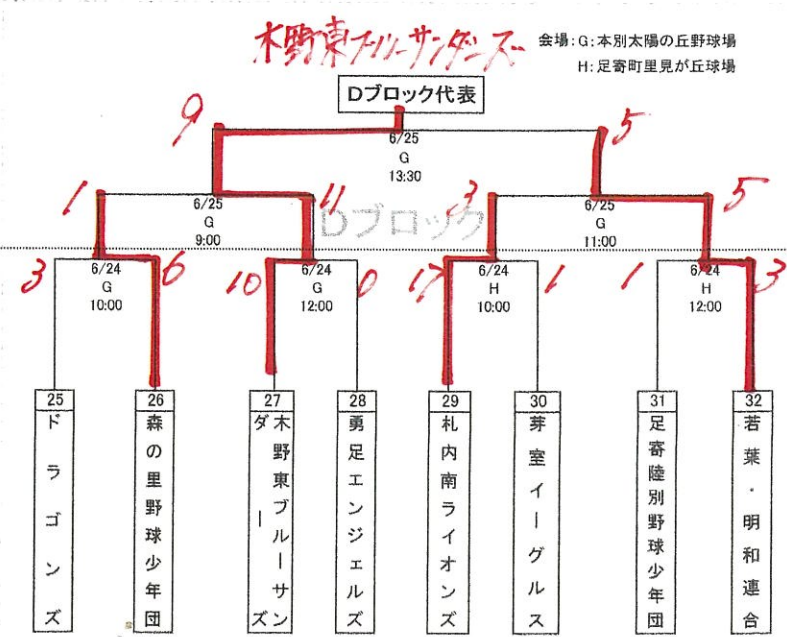 木野東ブルーサンダーズ
会場:G:本別太陽の丘野球場
H:足寄町里見が丘球場
Dブロック代表
9
5
6/25
G
13:30
1
11
3
5
6/25
G
9:00
Dブロック
6/25
G
11:00
3
6
10
0
17
1
1
3
6/24
G
10:00
6/24
G
12:00
6/24
H
10:00
6/24
H
12:00
25
ドラゴンズ
26
森の里野球少年団
27
木野東ブルーサンダーズ
28
勇足エンジェルズ
29
札内南ライオンズ
30
芽室イーグルス
31
足寄陸別野球少年団
32
若葉・明和連合